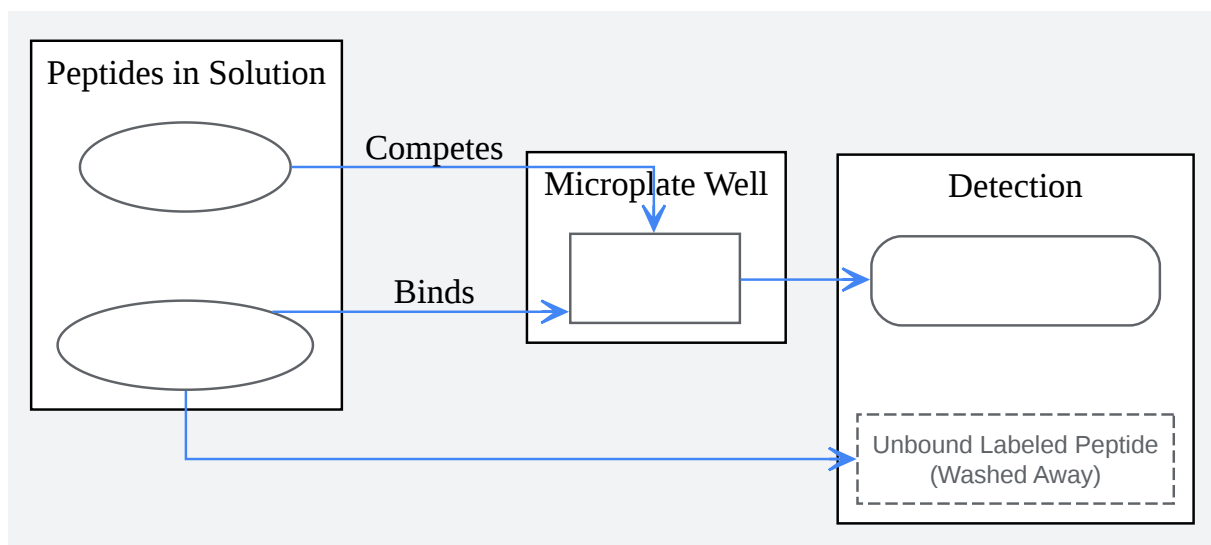 Peptides in Solution
Competes
Microplate Well
Detection
Binds
Unbound Labeled Peptide
(Washed Away)